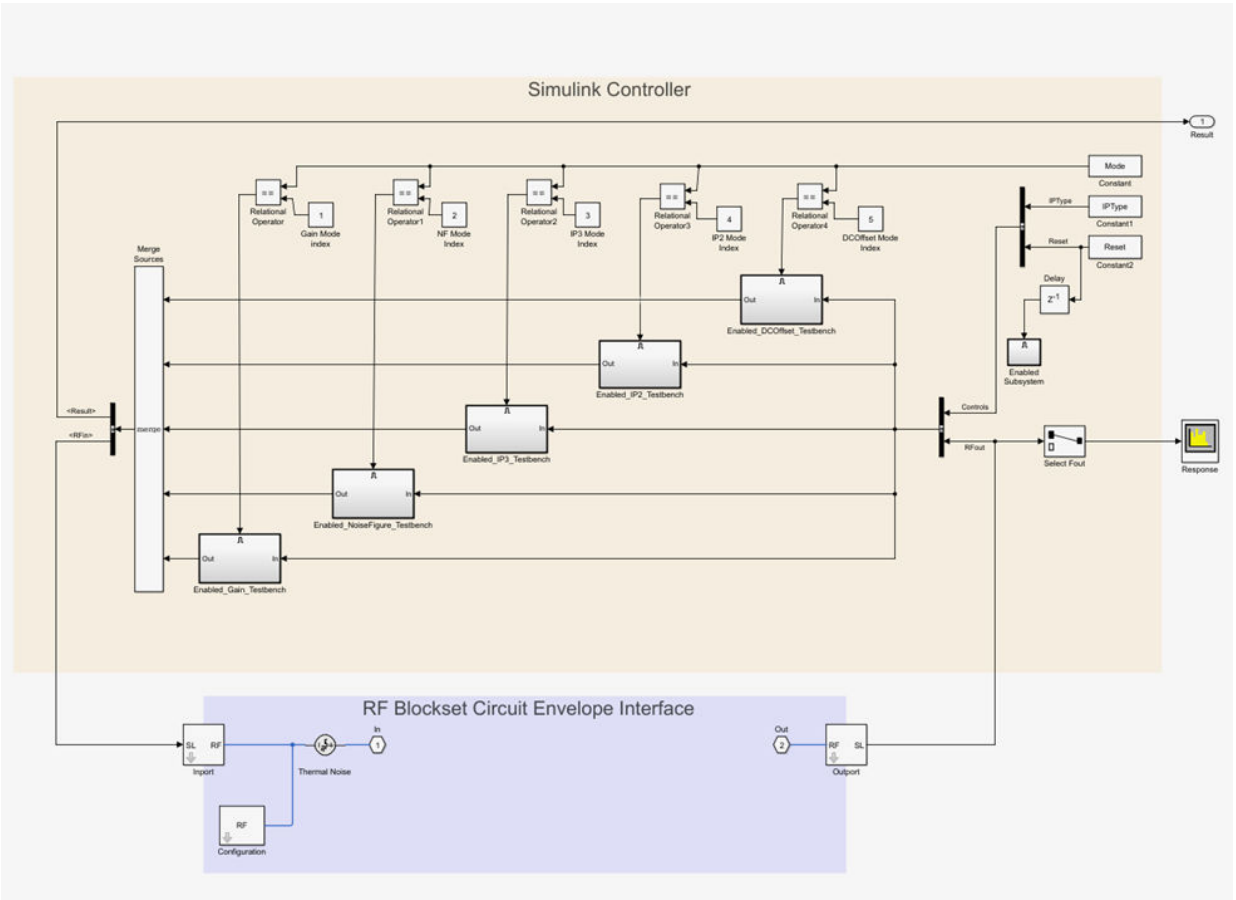 Simulink Controller
1
Result
Mode
Constant
==
Relational
Operator
1
Gain Mode
index
==
Relational
Operator1
2
NF Mode
Index
==
Relational
Operator2
3
IP3 Mode
Index
==
Relational
Operator3
4
IP2 Mode
Index
==
Relational
Operator4
5
DCOffset Mode
Index
IPType
IPType
Constant1
Reset
Reset
Constant2
Delay
Z-1
Enabled
Subsystem
Merge
Sources
merge
Out
In
Enabled_DCOffset_Testbench
Out
In
Enabled_IP2_Testbench
Out
In
Enabled_IP3_Testbench
Out
In
Enabled_NoiseFigure_Testbench
Out
In
Enabled_Gain_Testbench
<Result>
<RFin>
Controls
RFout
Select Fout
Response
RF Blockset Circuit Envelope Interface
SL
RF
Inport
Thermal Noise
In
1
Out
2
RF
SL
Outport
RF
Configuration